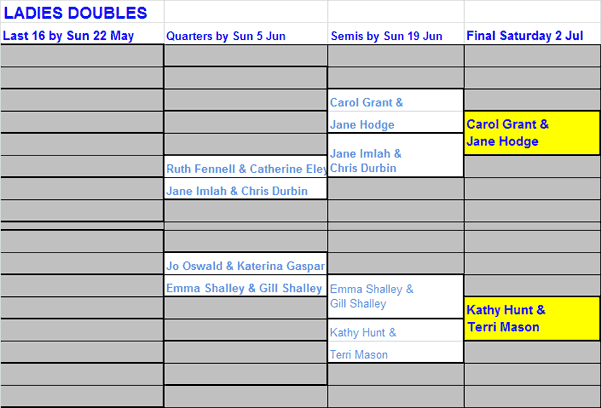 LADIES DOUBLES
Last 16 by Sun 22 May
Quarters by Sun 5 Jun
Semis by Sun 19 Jun
Final Saturday 2 Jul
Carol Grant &
Jane Hodge
Carol Grant &
Jane Hodge
Jane Imlah &
Chris Durbin
Ruth Fennell & Catherine Eley
Jane Imlah & Chris Durbin
Jo Oswald & Katerina Gaspar
Emma Shalley & Gill Shalley
Emma Shalley &
Gill Shalley
Kathy Hunt &
Terri Mason
Kathy Hunt &
Terri Mason